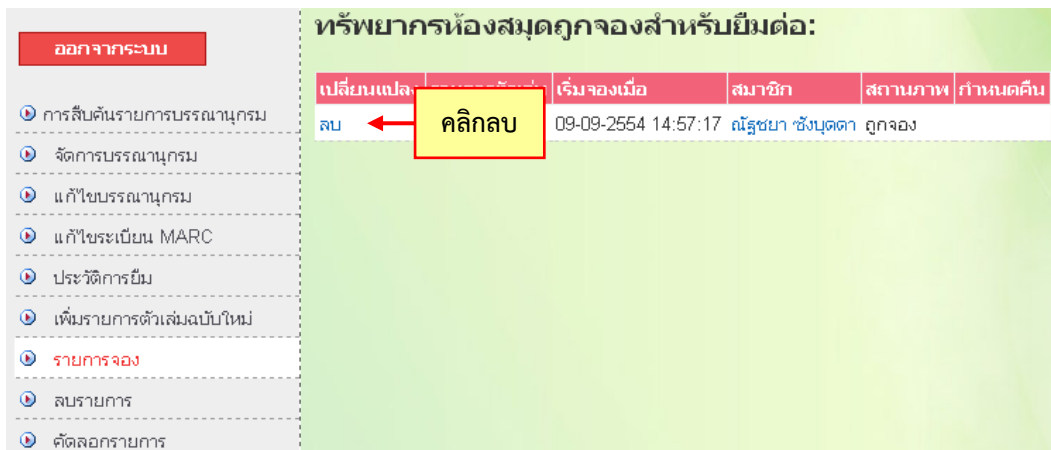 ออกจากระบบ
การสืบค้นรายการบรรณานุกรม
จัดการบรรณานุกรม
แก้ไขบรรณานุกรม
แก้ไขระเบียน MARC
ประวัติการยืม
เพิ่มรายการตัวเล่มฉบับใหม่
รายการจอง
ลบรายการ
คัดลอกรายการ
ทรัพยากรห้องสมุดถูกจองสำหรับยืมต่อ:
เปลี่ยนแปลง เริ่มจองเมื่อ สมาชิก สถานภาพ กำหนดคืน
ลบ คลิกลบ 09-09-2554 14:57:17 ณัฐชยา ซังบุดดา ถูกจอง